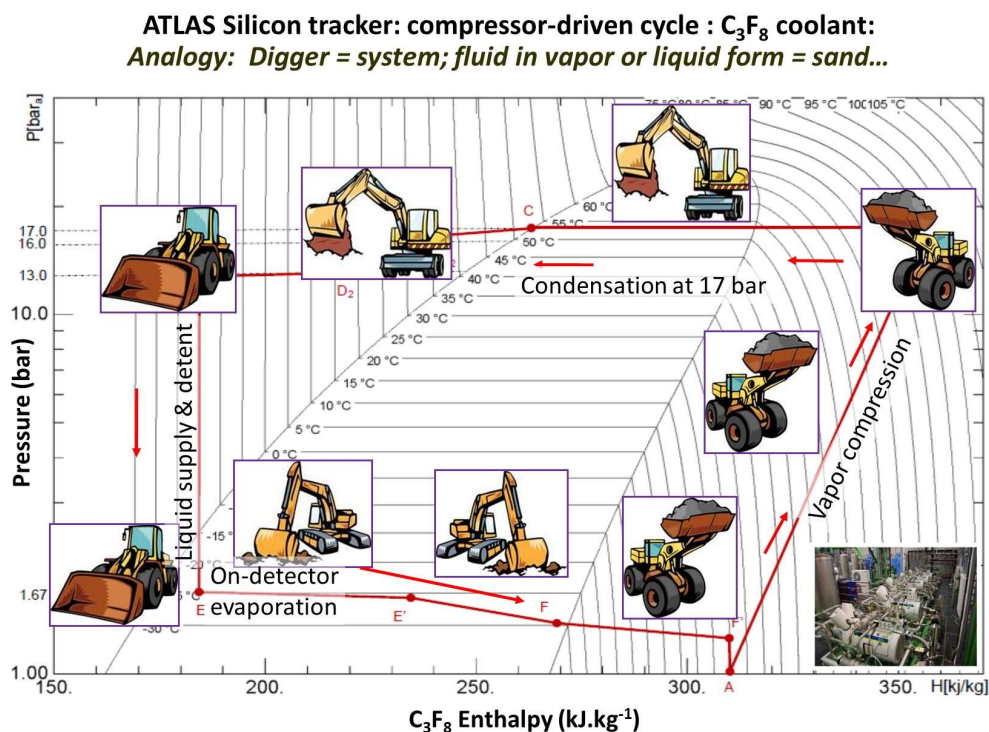 ATLAS Silicon tracker: compressor-driven cycle : C₃F₈ coolant:
Analogy: Digger = system; fluid in vapor or liquid form = sand…
P[barₐ]
75 °C 80 °C 85 °C 90 °C 95 °C 100 105 °C
60 °C
C
55 °C
17.0
50 °C
16.0
45 °C
13.0
40 °C
Condensation at 17 bar
D₂
35 °C
10.0
30 °C
25 °C
20 °C
15 °C
10 °C
5 °C
0 °C
-15 °C
-20 °C
-30 °C
Pressure (bar)
Liquid supply & detent
Vapor compression
On-detector
evaporation
1.67
E
E'
F
F'
A
1.00
150. 200. 250. 300. 350. H[kj/kg]
C₃F₈ Enthalpy (kJ.kg⁻¹)